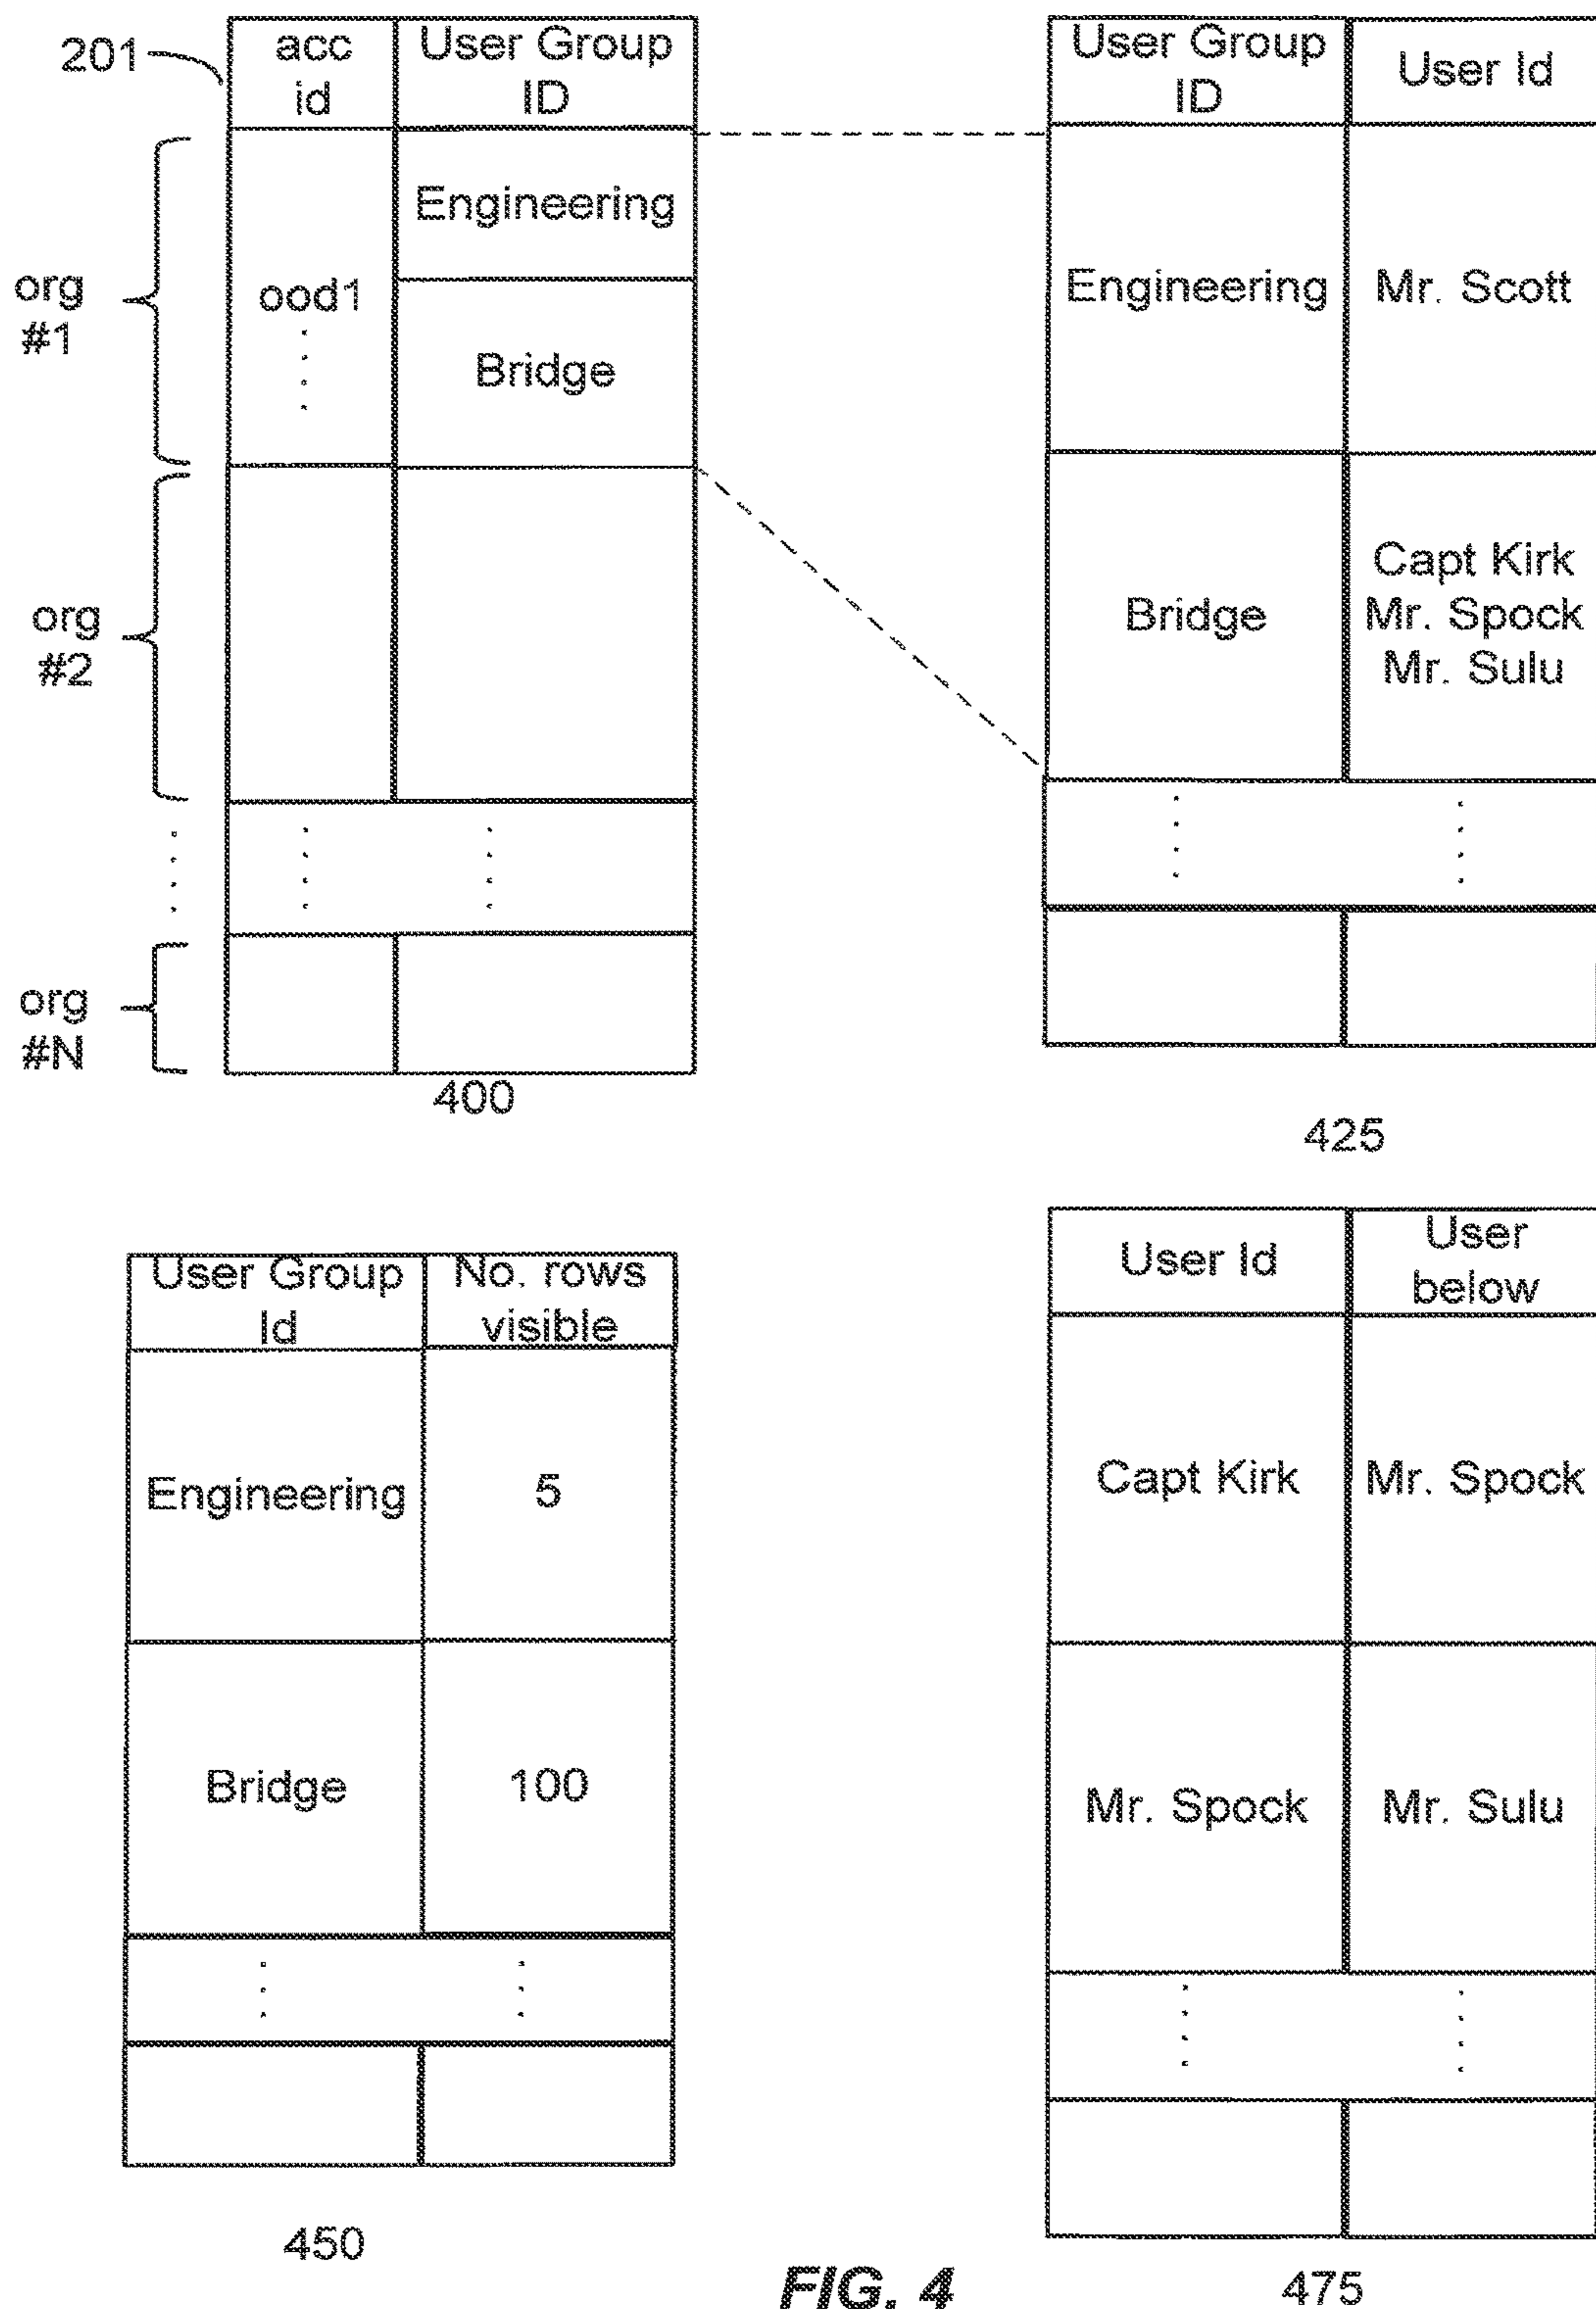 201
acc
id
User Group
ID
org
#1
ood1
Engineering
Bridge
org
#2
org
#N
400
User Group
ID
User Id
Engineering
Mr. Scott
Bridge
Capt Kirk
Mr. Spock
Mr. Sulu
425
User Group
Id
No. rows
visible
Engineering
5
Bridge
100
450
User Id
User
below
Capt Kirk
Mr. Spock
Mr. Spock
Mr. Sulu
475
FIG. 4